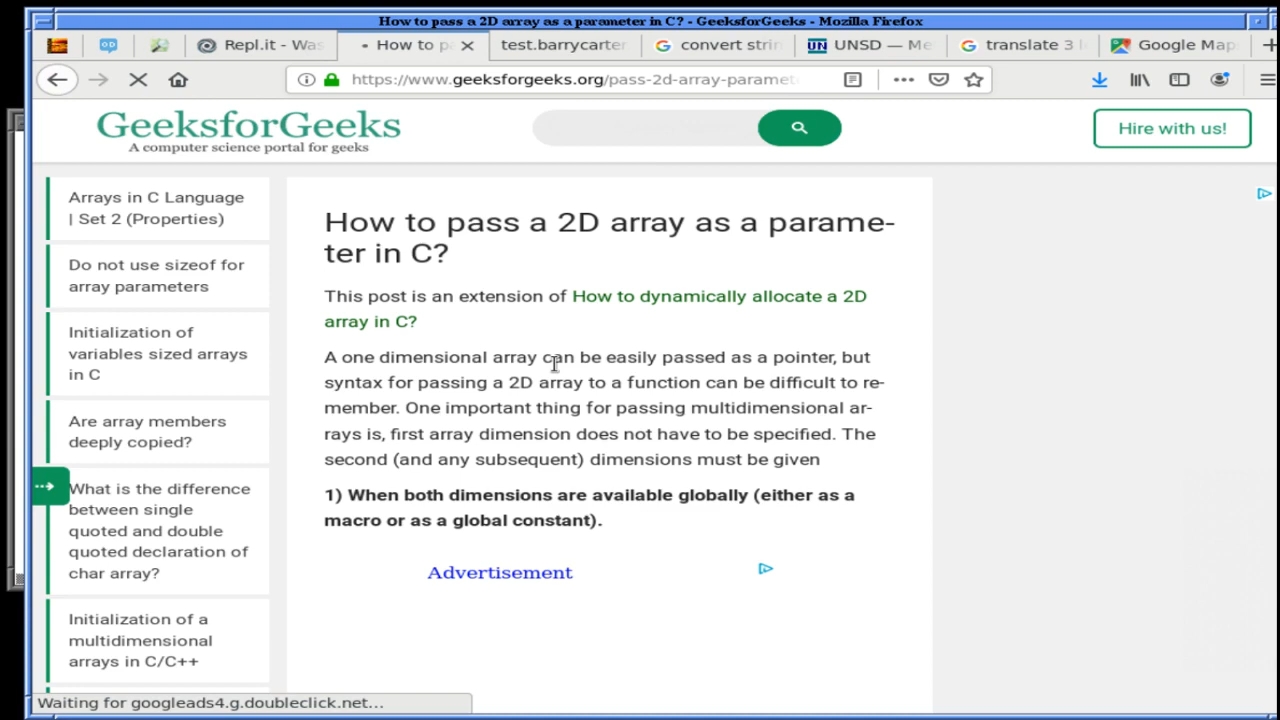 How to pass a 2D array as a parameter in C? - GeeksforGeeks - Mozilla Firefox
Repl.it - Was
How to pa
test.barrycarter
convert strin
UNSD — Me
translate 3 l
Google Map
https://www.geeksforgeeks.org/pass-2d-array-paramet
GeeksforGeeks
A computer science portal for geeks
Hire with us!
Arrays in C Language
| Set 2 (Properties)
Do not use sizeof for
array parameters
Initialization of
variables sized arrays
in C
Are array members
deeply copied?
What is the difference
between single
quoted and double
quoted declaration of
char array?
Initialization of a
multidimensional
arrays in C/C++
How to pass a 2D array as a parame-
ter in C?
This post is an extension of How to dynamically allocate a 2D
array in C?
A one dimensional array can be easily passed as a pointer, but
syntax for passing a 2D array to a function can be difficult to re-
member. One important thing for passing multidimensional ar-
rays is, first array dimension does not have to be specified. The
second (and any subsequent) dimensions must be given
1) When both dimensions are available globally (either as a
macro or as a global constant).
Advertisement
Waiting for googleads4.g.doubleclick.net...